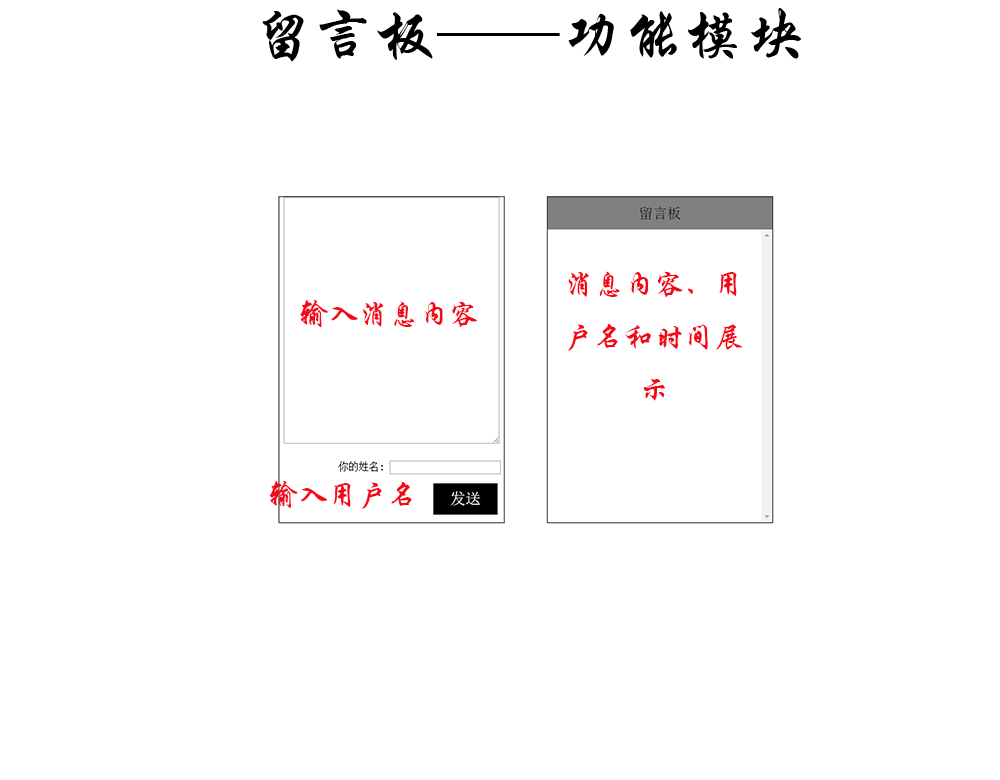 留言板——功能模块
输入消息内容
你的姓名：
输入用户名
发送
留言板
消息内容、用
户名和时间展
示